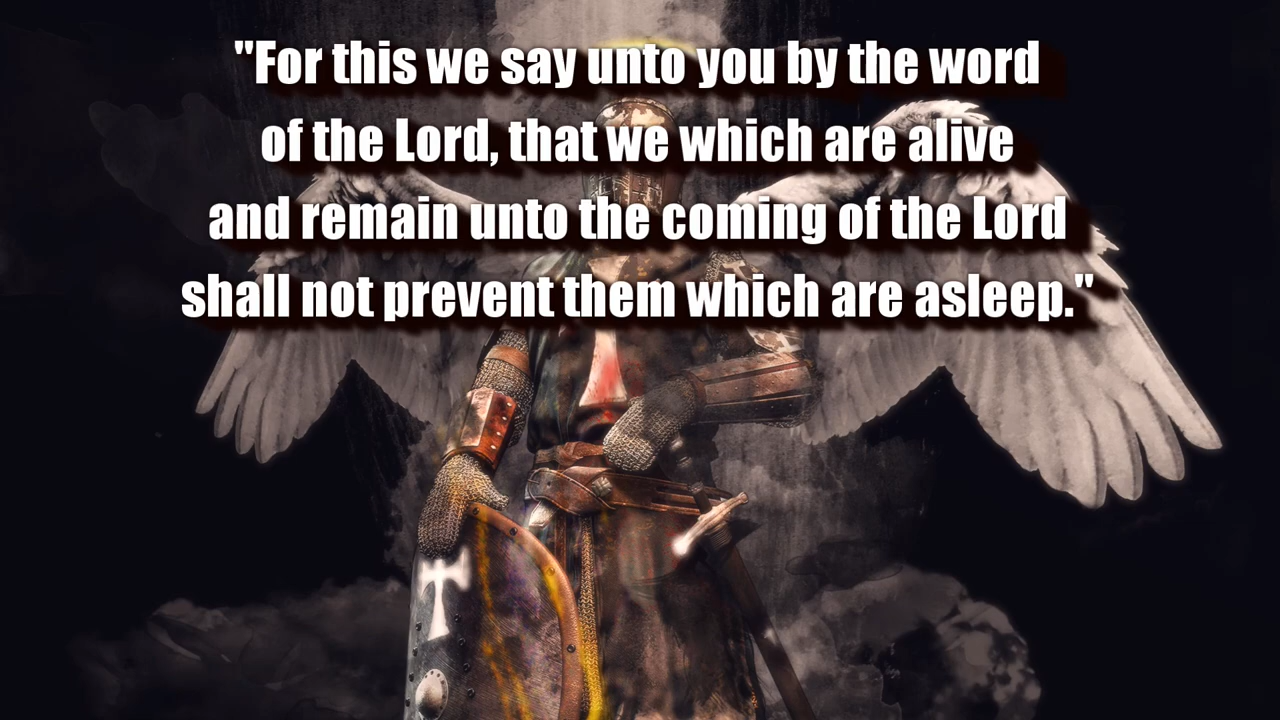 "For this we say unto you by the word
of the Lord, that we which are alive
and remain unto the coming of the Lord
shall not prevent them which are asleep."